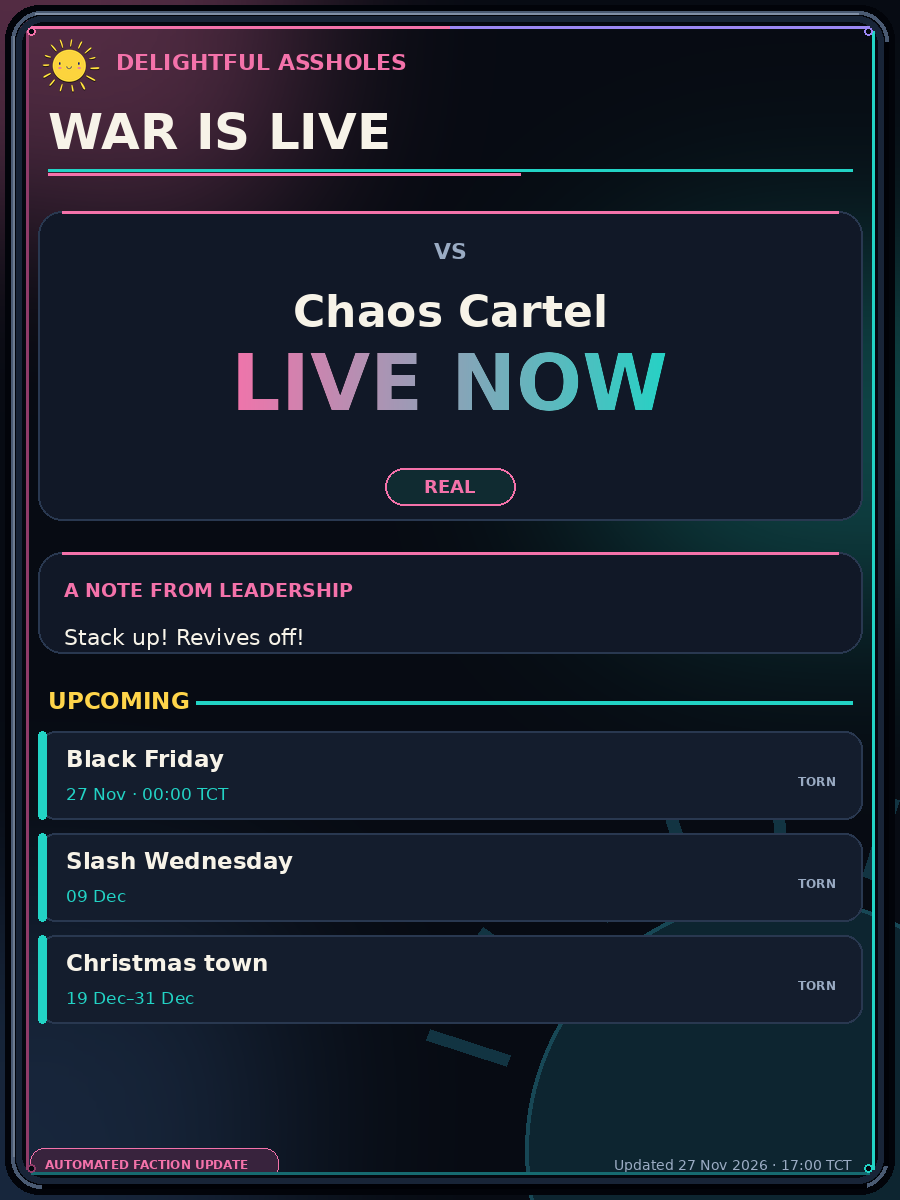 DELIGHTFUL ASSHOLES
WAR IS LIVE
VS
Chaos Cartel
LIVE NOW
REAL
A NOTE FROM LEADERSHIP
Stack up! Revives off!
UPCOMING
Black Friday
27 Nov · 00:00 TCT
TORN
Slash Wednesday
09 Dec
TORN
Christmas town
19 Dec–31 Dec
TORN
AUTOMATED FACTION UPDATE
Updated 27 Nov 2026 · 17:00 TCT